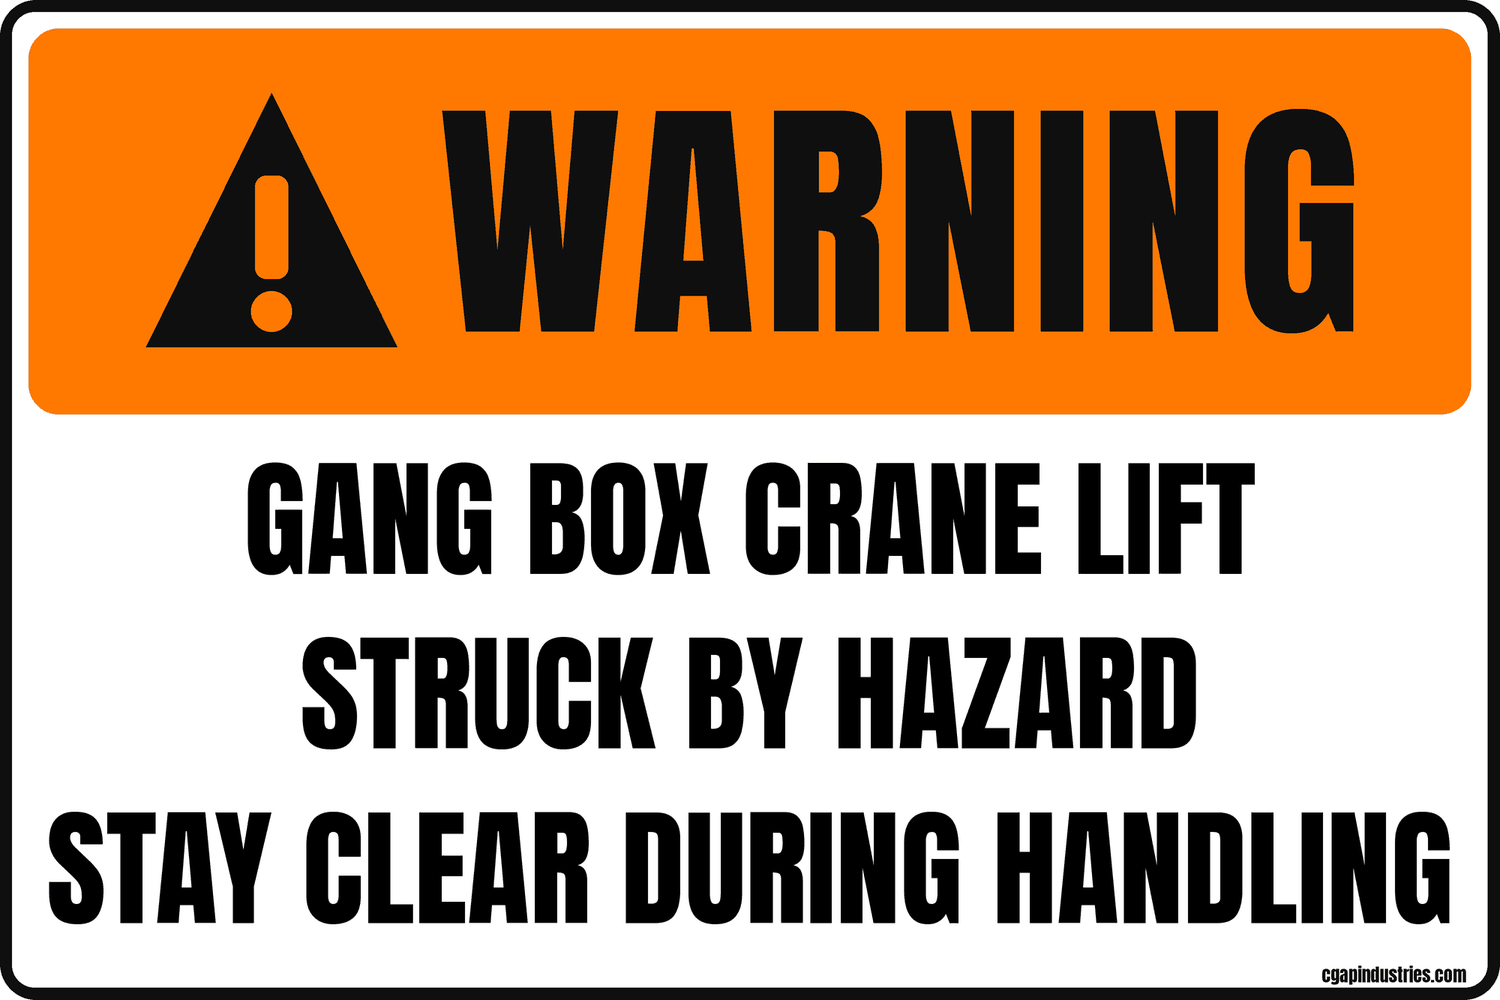 WARNING
GANG BOX CRANE LIFT
STRUCK BY HAZARD
STAY CLEAR DURING HANDLING
cgapindustries.com